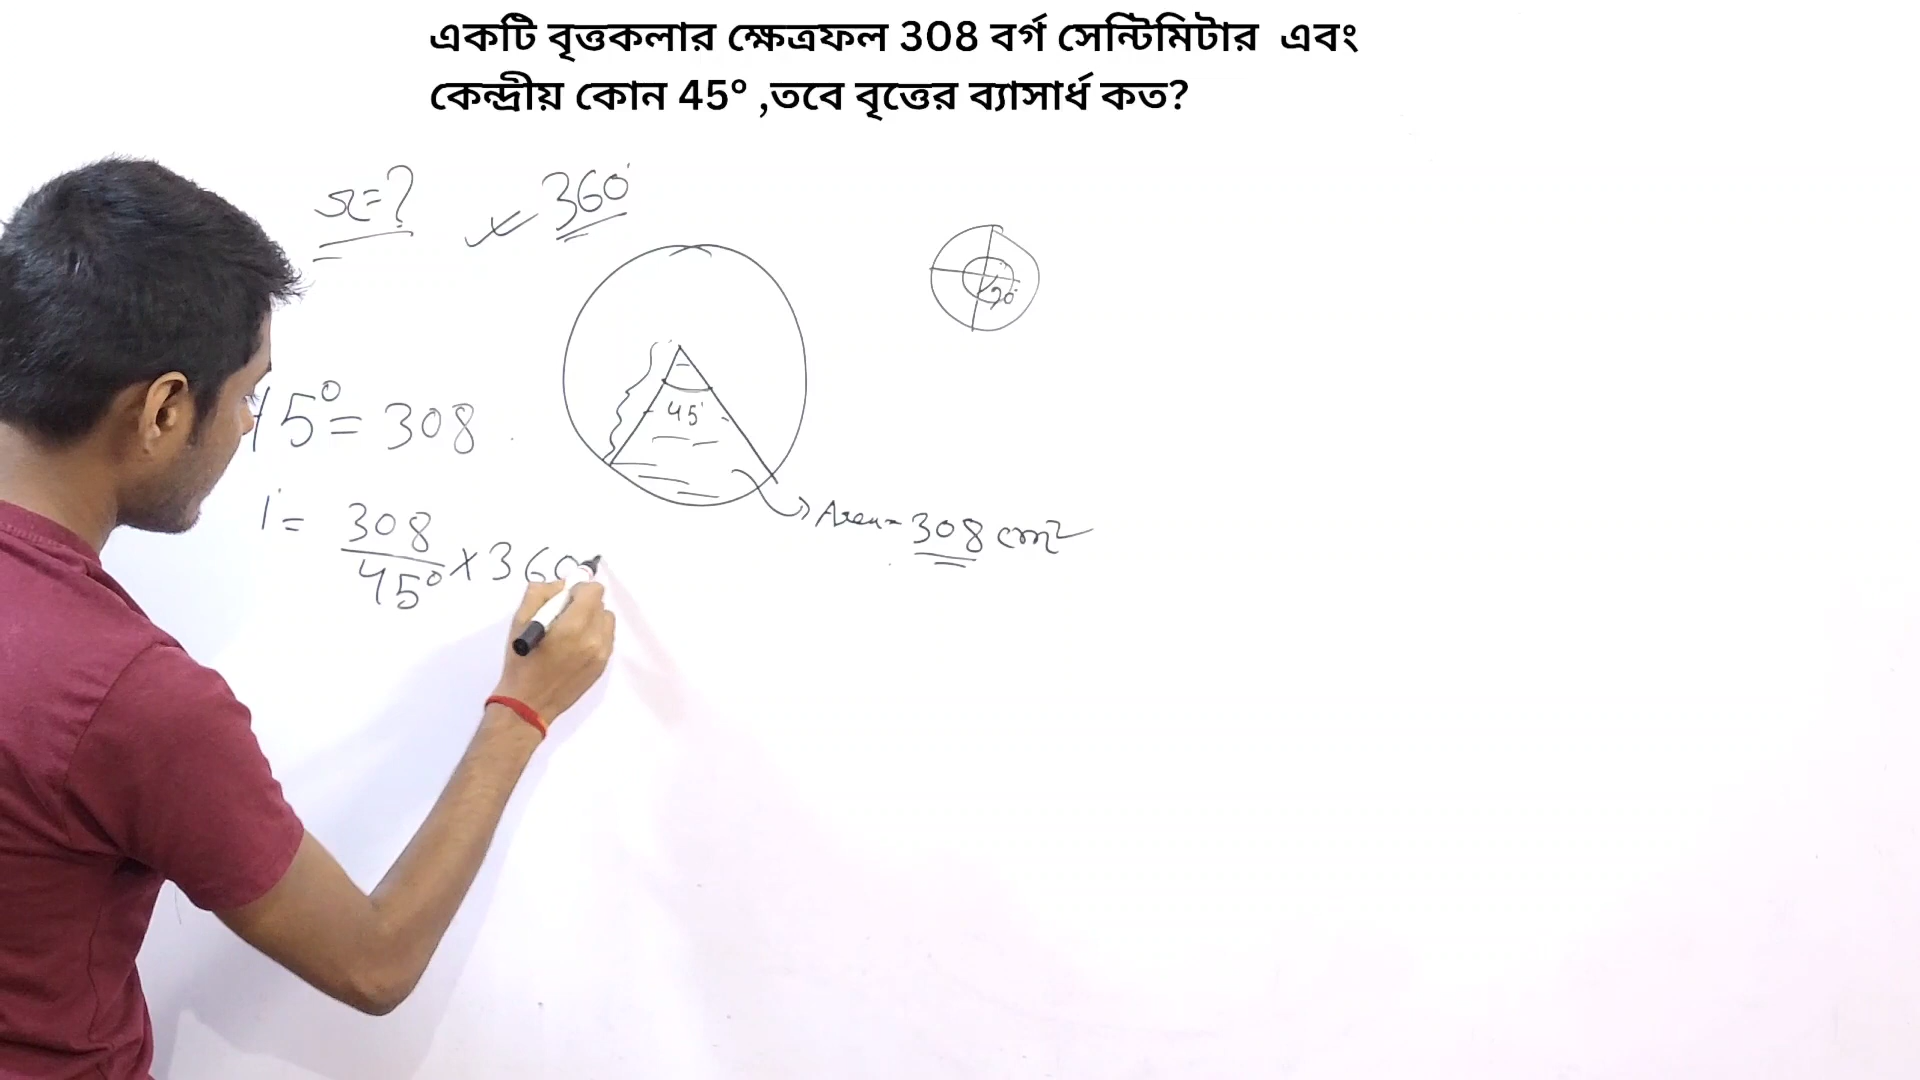 একটি বৃত্তকলার ক্ষেত্রফল 308 বর্গ সেন্টিমিটার এবং
কেন্দ্রীয় কোন 45° ,তবে বৃত্তের ব্যাসার্ধ কত?
r=?
360°
90°
45°
45° = 308
Area = 308 cm²
1° = 308/45° × 360